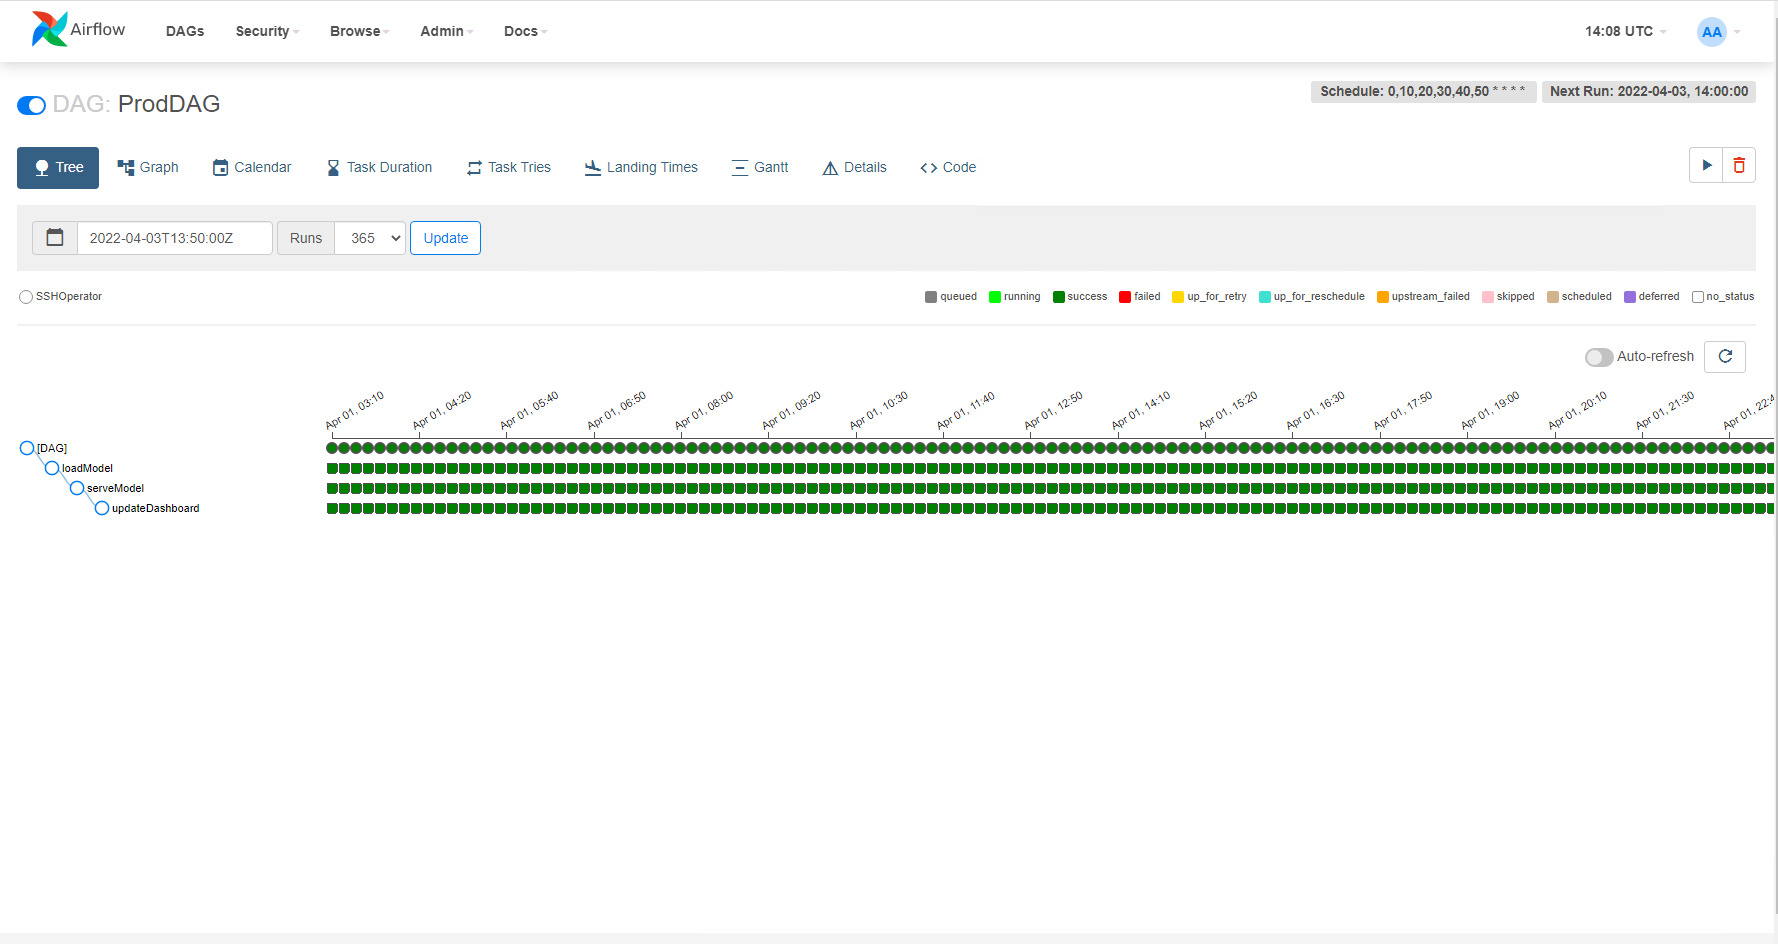 Airflow DAGs Security Browse Admin Docs 14:08 UTC AA
DAG: ProdDAG Schedule: 0,10,20,30,40,50 * * * * Next Run: 2022-04-03, 14:00:00
Tree Graph Calendar Task Duration Task Tries Landing Times Gantt Details Code
2022-04-03T13:50:00Z Runs 365 Update
SSHOperator queued running success failed up_for_retry up_for_reschedule upstream_failed skipped scheduled deferred no_status
Auto-refresh
Apr 01, 03:10 Apr 01, 04:20 Apr 01, 05:40 Apr 01, 06:50 Apr 01, 08:00 Apr 01, 09:20 Apr 01, 10:30 Apr 01, 11:40 Apr 01, 12:50 Apr 01, 14:10 Apr 01, 15:20 Apr 01, 16:30 Apr 01, 17:50 Apr 01, 19:00 Apr 01, 20:10 Apr 01, 21:30 Apr 01, 22:4
[DAG]
loadModel
serveModel
updateDashboard